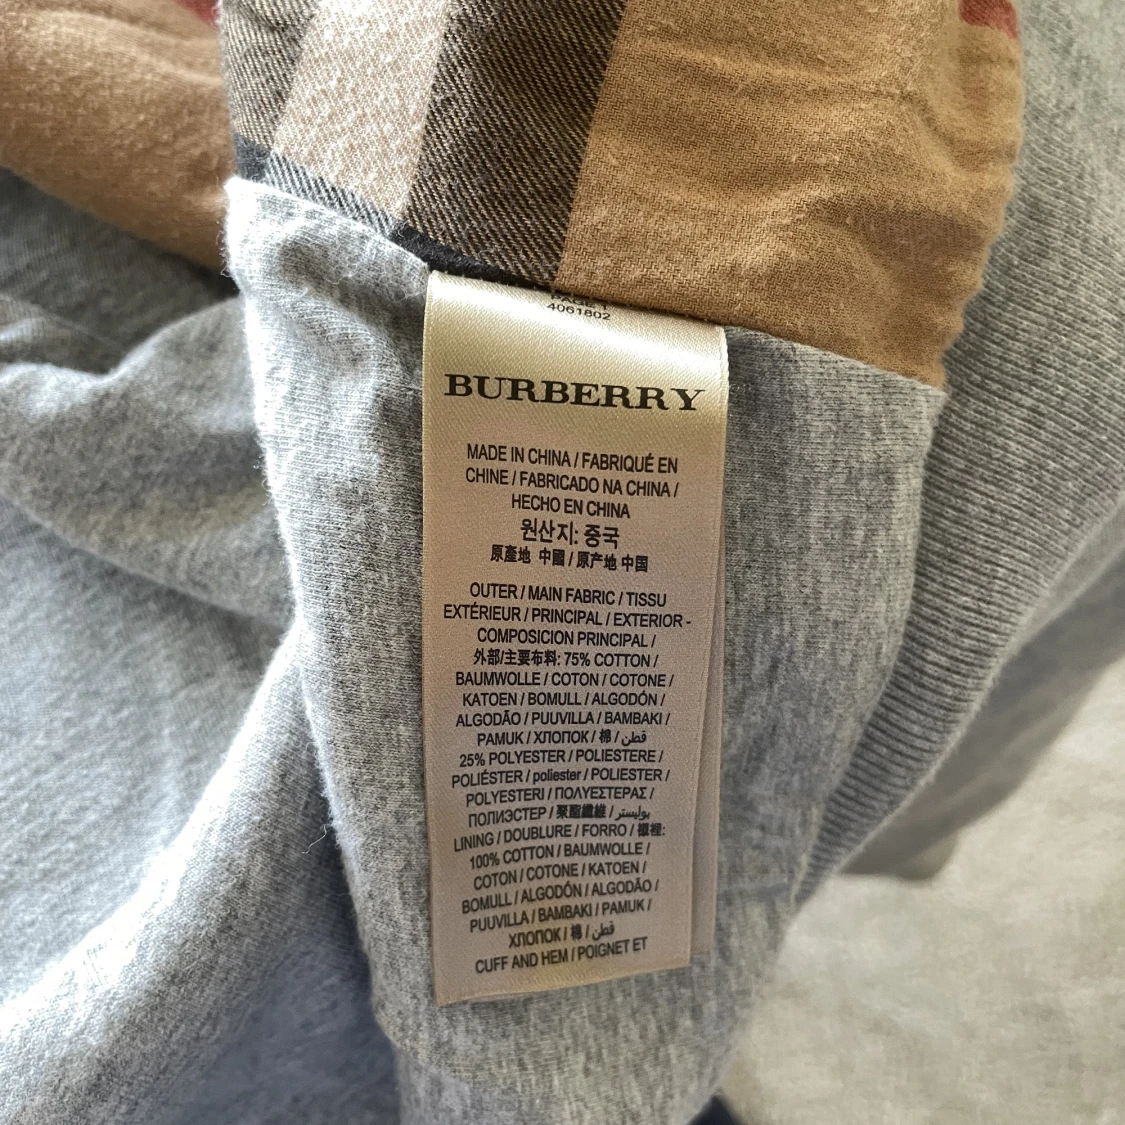 PAGE 1
4061802
BURBERRY
MADE IN CHINA / FABRIQUÉ EN
CHINE / FABRICADO NA CHINA /
HECHO EN CHINA
원산지: 중국
原產地 中國 / 原产地 中国
OUTER / MAIN FABRIC / TISSU
EXTÉRIEUR / PRINCIPAL / EXTERIOR -
COMPOSICION PRINCIPAL /
外部/主要布料: 75% COTTON /
BAUMWOLLE / COTON / COTONE /
KATOEN / BOMULL / ALGODÓN /
ALGODÃO / PUUVILLA / BAMBAKI /
PAMUK / ХЛОПОК / 棉 / قطن
25% POLYESTER / POLIESTERE /
POLIÉSTER / poliester / POLIESTER /
POLYESTERI / ΠΟΛΥΕΣΤΕΡΑΣ /
ПОЛИЭСТЕР / 聚酯纖維 / بوليستر
LINING / DOUBLURE / FORRO / 襯裡:
100% COTTON / BAUMWOLLE /
COTON / COTONE / KATOEN /
BOMULL / ALGODÓN / ALGODÃO /
PUUVILLA / BAMBAKI / PAMUK /
ХЛОПОК / 棉 / قطن
CUFF AND HEM / POIGNET ET